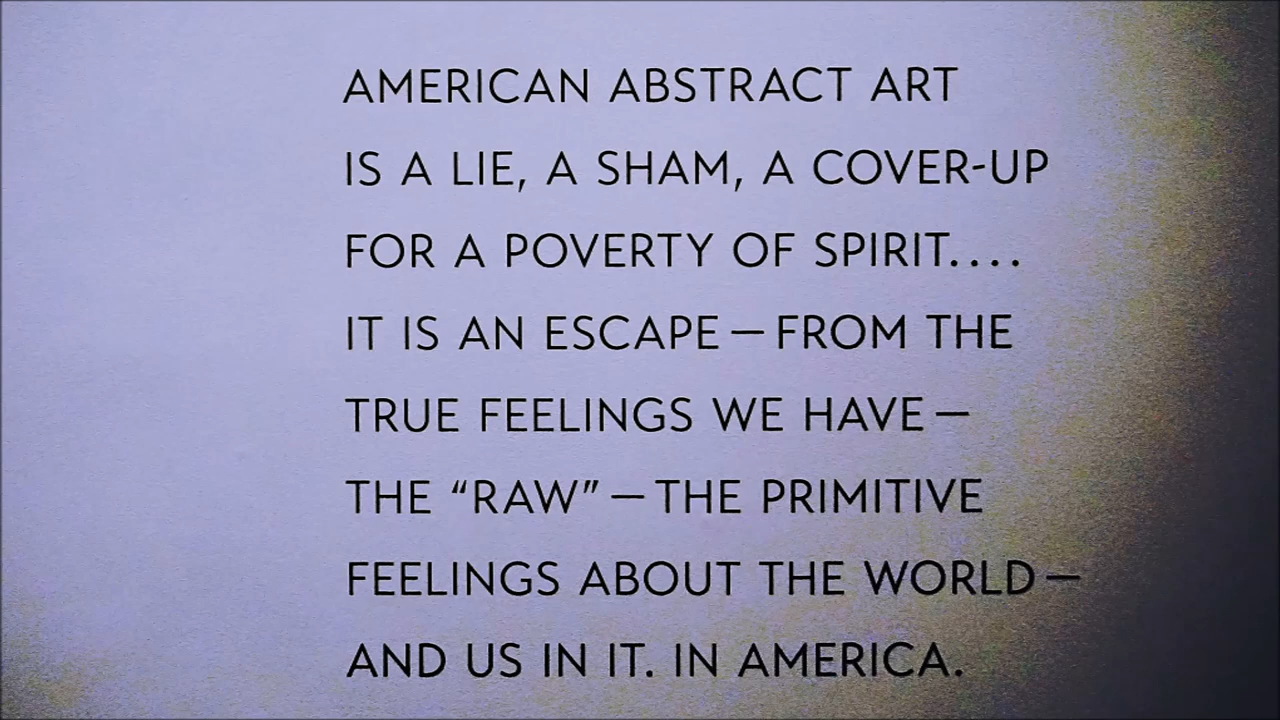 AMERICAN ABSTRACT ART
IS A LIE, A SHAM, A COVER-UP
FOR A POVERTY OF SPIRIT....
IT IS AN ESCAPE — FROM THE
TRUE FEELINGS WE HAVE —
THE “RAW” — THE PRIMITIVE
FEELINGS ABOUT THE WORLD —
AND US IN IT. IN AMERICA.